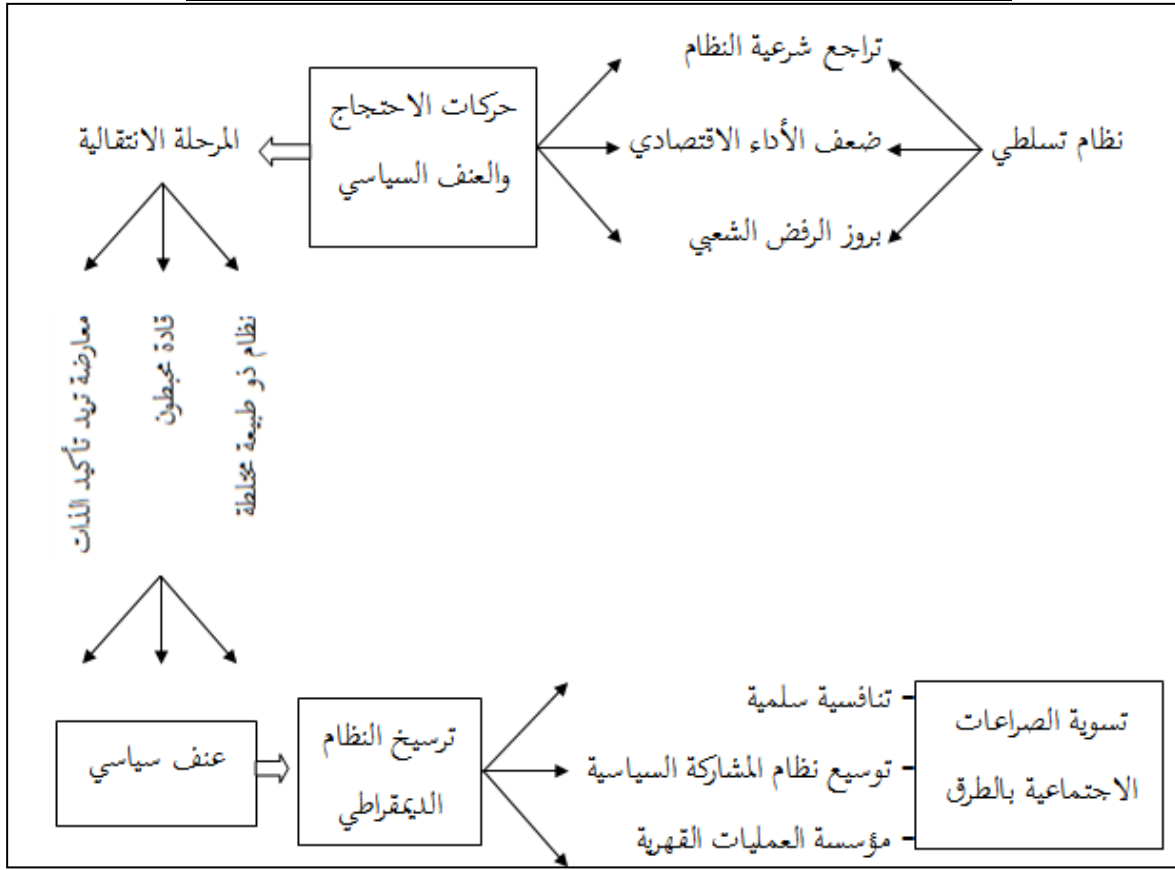 نظام تسلطي
تراجع شرعية النظام
ضعف الأداء الاقتصادي
بروز الرفض الشعبي
حركات الاحتجاج
والعنف السياسي
المرحلة الانتقالية
نظام ذو طبيعة مختلطة
قادة محبطون
معارضة تريد تأكيد الذات
عنف سياسي
ترسيخ النظام
الديمقراطي
تنافسية سلمية
توسيع نظام المشاركة السياسية
مؤسسة العمليات القهرية
تسوية الصراعات
الاجتماعية بالطرق